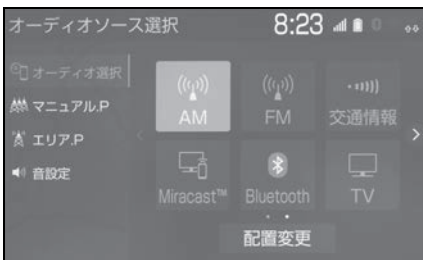 オーディオソース選択 8:23
オーディオ選択
マニュアル.P
エリア.P
音設定
AM FM 交通情報
Miracast™ Bluetooth TV
配置変更